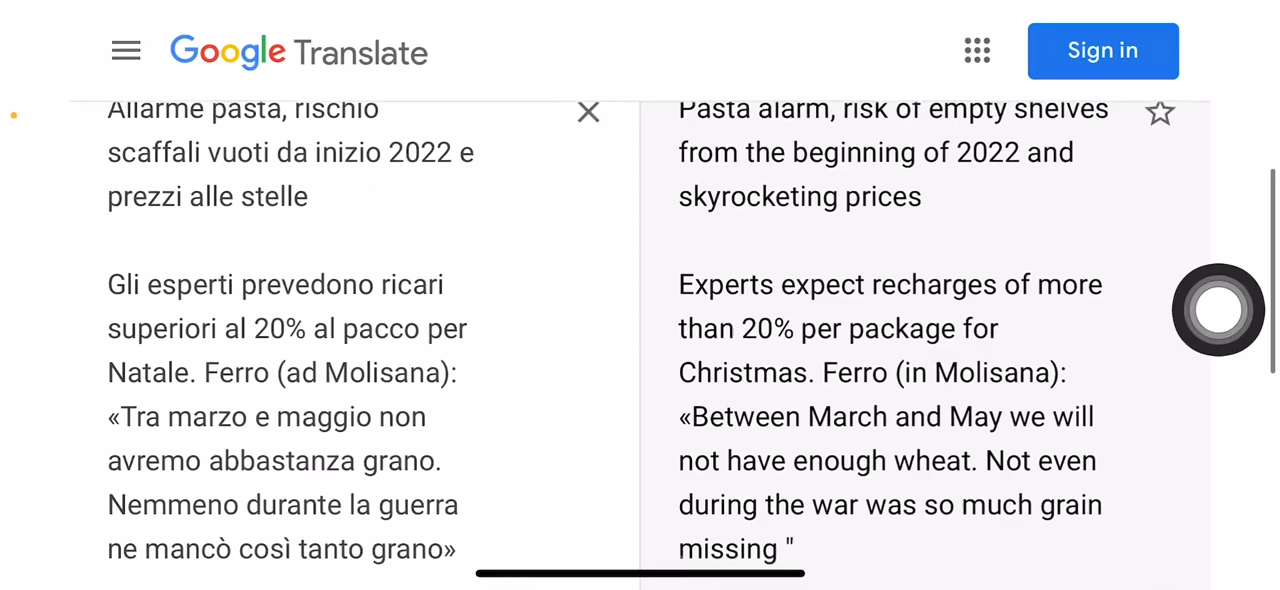 Google Translate
Sign in
Allarme pasta, rischio
scaffali vuoti da inizio 2022 e
prezzi alle stelle
Gli esperti prevedono ricari
superiori al 20% al pacco per
Natale. Ferro (ad Molisana):
«Tra marzo e maggio non
avremo abbastanza grano.
Nemmeno durante la guerra
ne mancò così tanto grano»
Pasta alarm, risk of empty shelves
from the beginning of 2022 and
skyrocketing prices
Experts expect recharges of more
than 20% per package for
Christmas. Ferro (in Molisana):
«Between March and May we will
not have enough wheat. Not even
during the war was so much grain
missing "